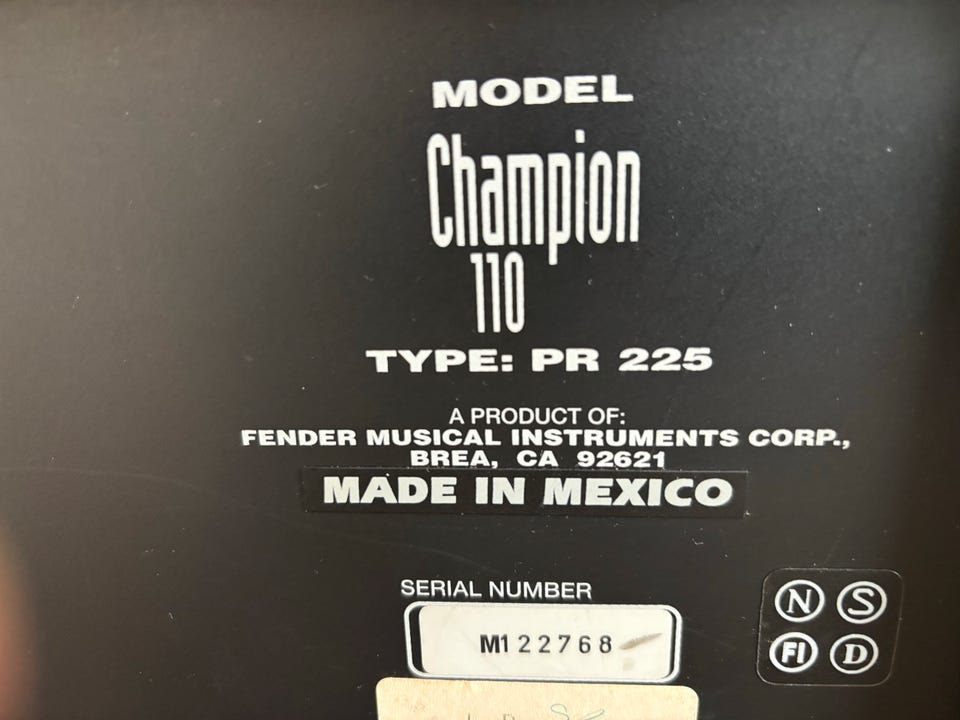 MODEL
Champion
110
TYPE: PR 225
A PRODUCT OF:
FENDER MUSICAL INSTRUMENTS CORP.,
BREA, CA 92621
MADE IN MEXICO
SERIAL NUMBER
M122768
N S
FI D